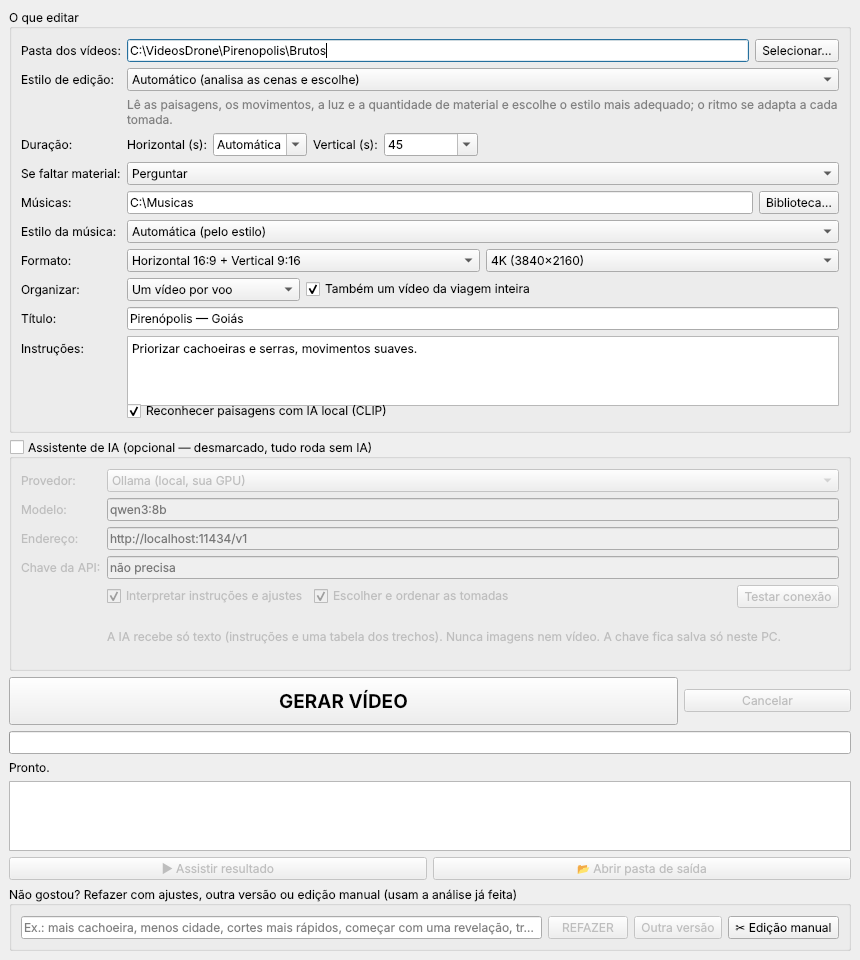 O que editar
Pasta dos vídeos: C:\VideosDrone\Pirenopolis\Brutos Selecionar...
Estilo de edição: Automático (analisa as cenas e escolhe)
Lê as paisagens, os movimentos, a luz e a quantidade de material e escolhe o estilo mais adequado; o ritmo se adapta a cada
tomada.
Duração: Horizontal (s): Automática Vertical (s): 45
Se faltar material: Perguntar
Músicas: C:\Musicas Biblioteca...
Estilo da música: Automática (pelo estilo)
Formato: Horizontal 16:9 + Vertical 9:16 4K (3840×2160)
Organizar: Um vídeo por voo Também um vídeo da viagem inteira
Título: Pirenópolis — Goiás
Instruções: Priorizar cachoeiras e serras, movimentos suaves.
Reconhecer paisagens com IA local (CLIP)
Assistente de IA (opcional — desmarcado, tudo roda sem IA)
Provedor: Ollama (local, sua GPU)
Modelo: qwen3:8b
Endereço: http://localhost:11434/v1
Chave da API: não precisa
Interpretar instruções e ajustes Escolher e ordenar as tomadas Testar conexão
A IA recebe só texto (instruções e uma tabela dos trechos). Nunca imagens nem vídeo. A chave fica salva só neste PC.
GERAR VÍDEO Cancelar
Pronto.
▶ Assistir resultado 📂 Abrir pasta de saída
Não gostou? Refazer com ajustes, outra versão ou edição manual (usam a análise já feita)
Ex.: mais cachoeira, menos cidade, cortes mais rápidos, começar com uma revelação, tr... REFAZER Outra versão ✂ Edição manual